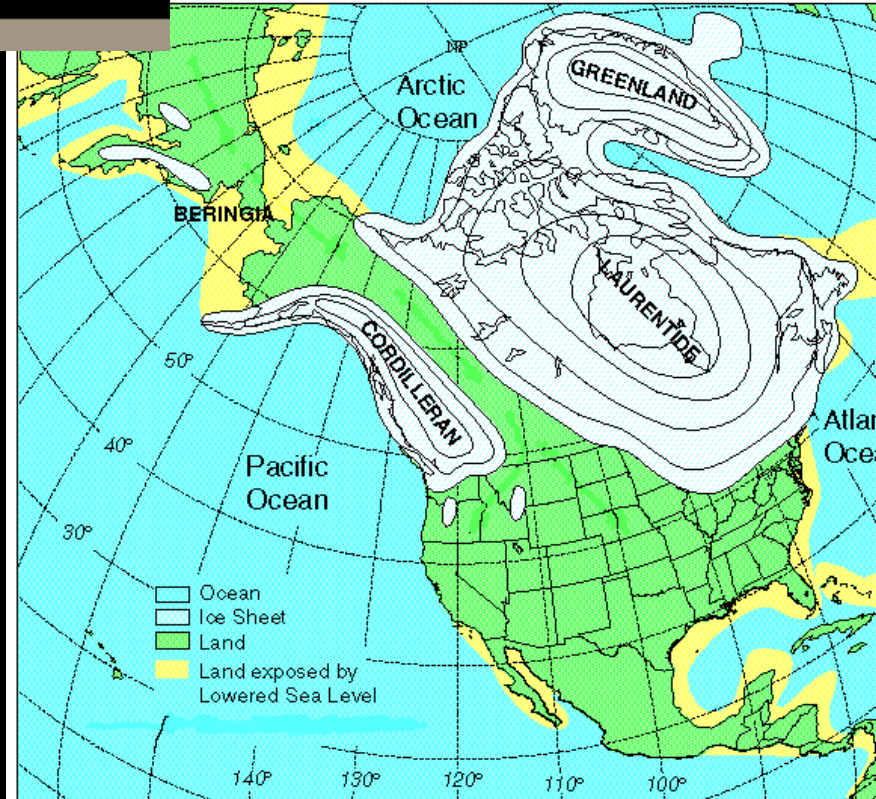 NP
Arctic
Ocean
GREENLAND
BERINGIA
LAURENTIDE
CORDILLERAN
50°
40°
30°
Pacific
Ocean
Ocean
Ice Sheet
Land
Land exposed by
Lowered Sea Level
140°
130°
120°
110°
100°